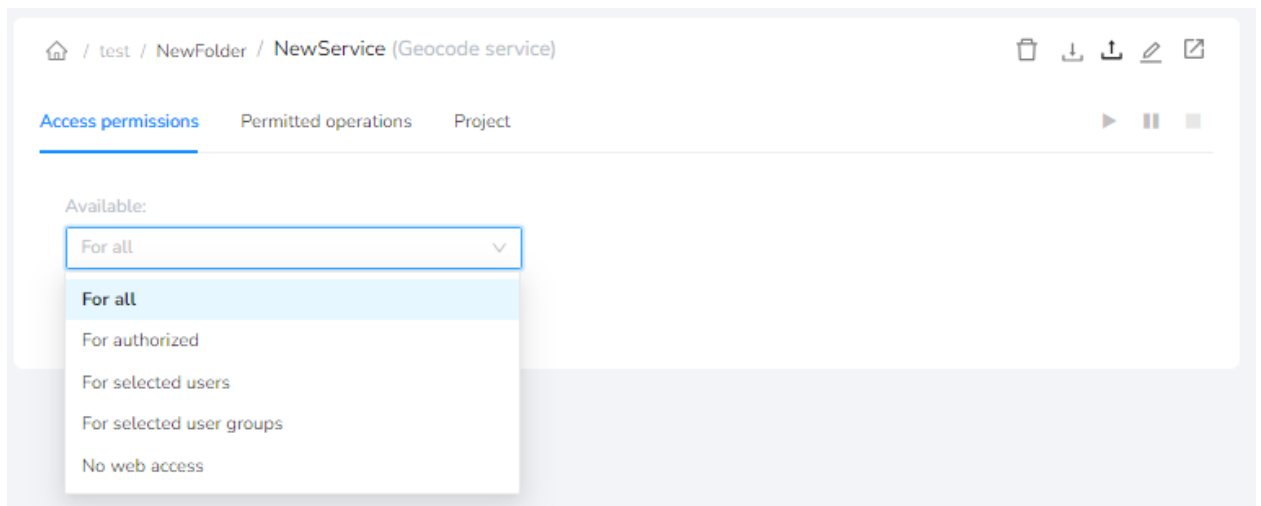 / test / NewFolder / NewService (Geocode service)
Access permissions Permitted operations Project
Available:
For all
For all
For authorized
For selected users
For selected user groups
No web access